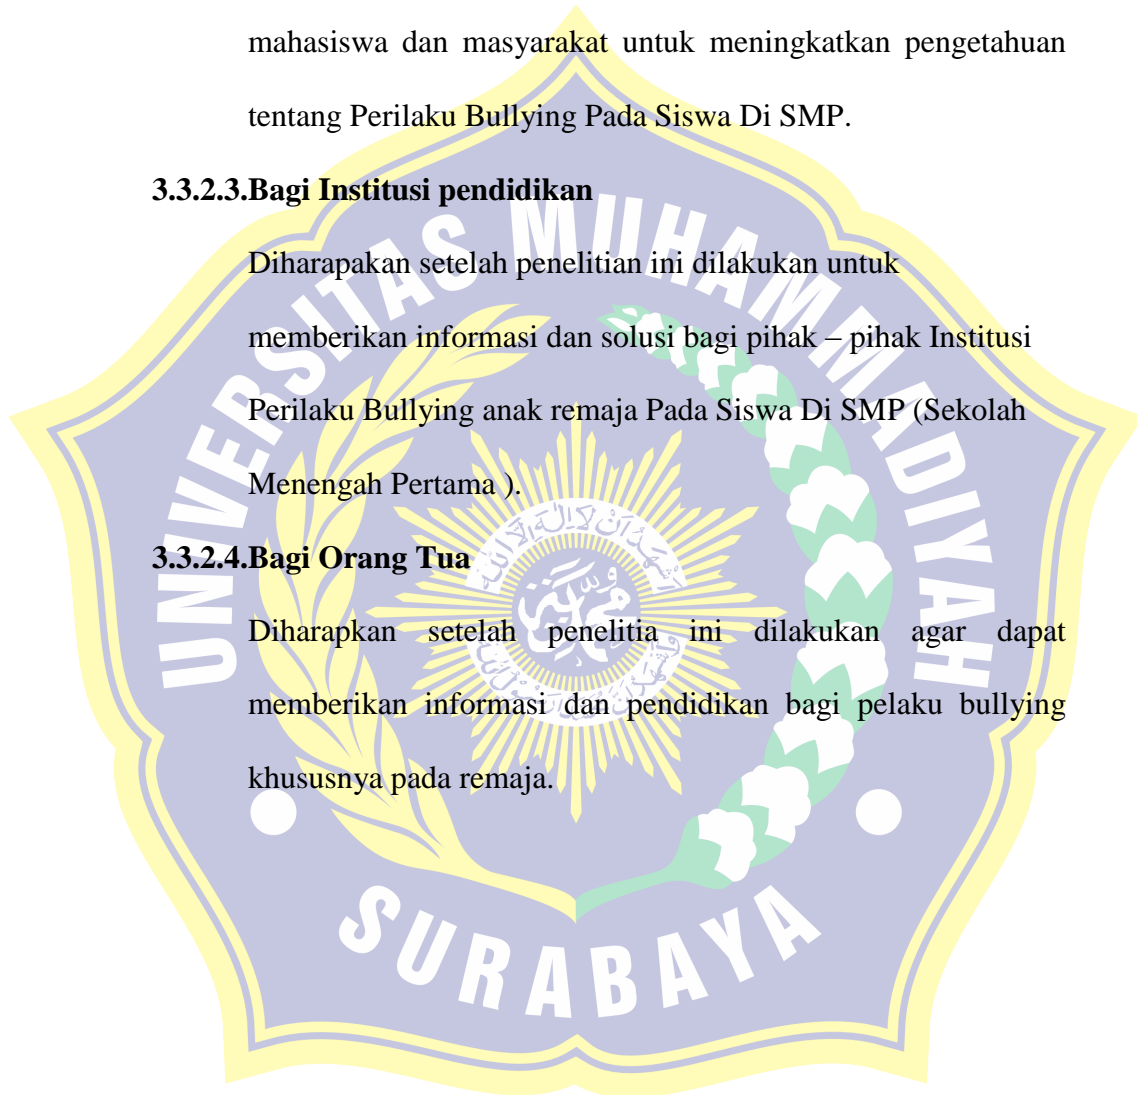 mahasiswa dan masyarakat untuk meningkatkan pengetahuan
tentang Perilaku Bullying Pada Siswa Di SMP.
3.3.2.3.Bagi Institusi pendidikan
Diharapakan setelah penelitian ini dilakukan untuk
memberikan informasi dan solusi bagi pihak – pihak Institusi
Perilaku Bullying anak remaja Pada Siswa Di SMP (Sekolah
Menengah Pertama ).
3.3.2.4.Bagi Orang Tua
Diharapkan setelah penelitia ini dilakukan agar dapat
memberikan informasi dan pendidikan bagi pelaku bullying
khususnya pada remaja.
UNIVERSITAS MUHAMMADIYAH
SURABAYA